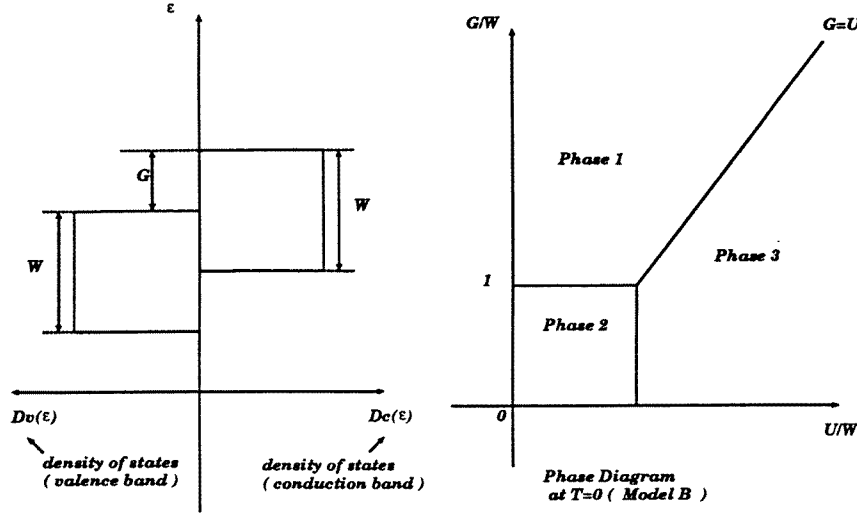 ε
G
W
W
Dv(ε)
Dc(ε)
density of states
( valence band )
density of states
( conduction band )
G/W
G=U
Phase 1
Phase 3
1
Phase 2
0
U/W
Phase Diagram
at T=0 ( Model B )